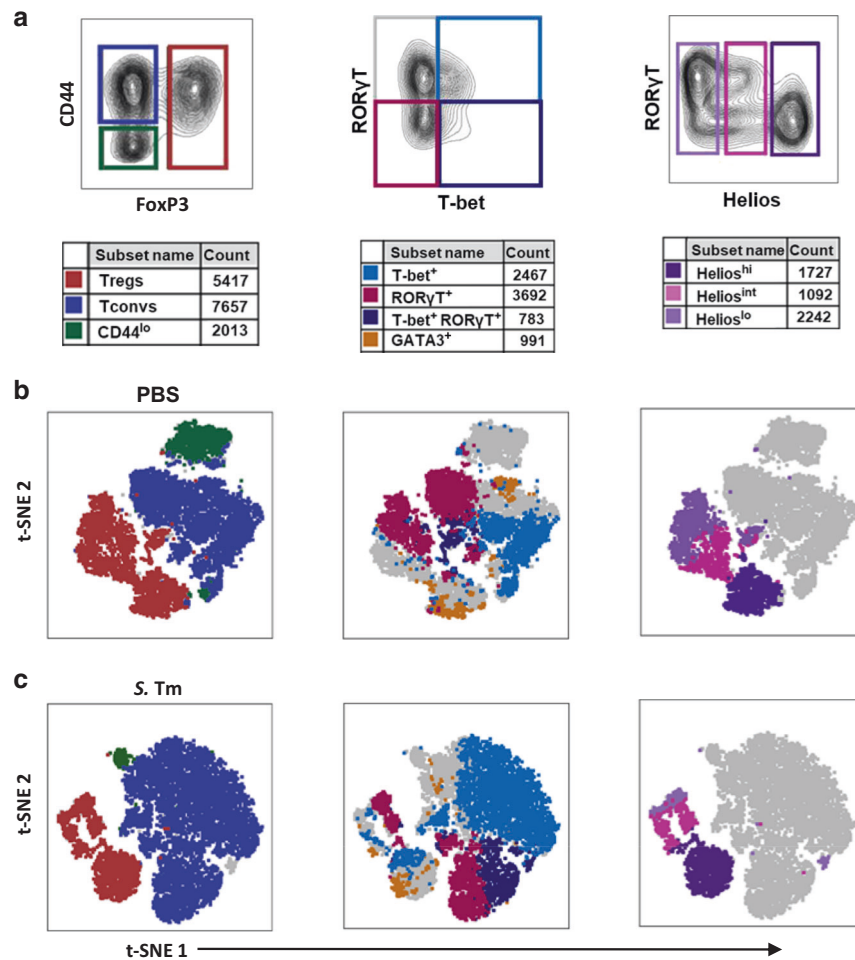 a
CD44
FoxP3
RORγT
T-bet
RORγT
Helios
Subset name Count
Tregs 5417
Tconvs 7657
CD44lo 2013
Subset name Count
T-bet+ 2467
RORγT+ 3692
T-bet+ RORγT+ 783
GATA3+ 991
Subset name Count
Helioshi 1727
Heliosint 1092
Helioslo 2242
b
PBS
t-SNE 2
c
S. Tm
t-SNE 2
t-SNE 1